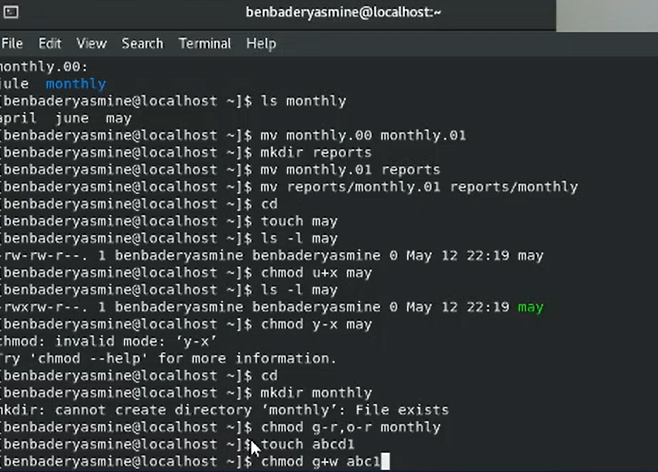 benbaderyasmine@localhost:~
File Edit View Search Terminal Help
monthly.00:
jule monthly
[benbaderyasmine@localhost ~]$ ls monthly
april june may
[benbaderyasmine@localhost ~]$ mv monthly.00 monthly.01
[benbaderyasmine@localhost ~]$ mkdir reports
[benbaderyasmine@localhost ~]$ mv monthly.01 reports
[benbaderyasmine@localhost ~]$ mv reports/monthly.01 reports/monthly
[benbaderyasmine@localhost ~]$ cd
[benbaderyasmine@localhost ~]$ touch may
[benbaderyasmine@localhost ~]$ ls -l may
-rw-rw-r--. 1 benbaderyasmine benbaderyasmine 0 May 12 22:19 may
[benbaderyasmine@localhost ~]$ chmod u+x may
[benbaderyasmine@localhost ~]$ ls -l may
-rwxrw-r--. 1 benbaderyasmine benbaderyasmine 0 May 12 22:19 may
[benbaderyasmine@localhost ~]$ chmod y-x may
chmod: invalid mode: ‘y-x’
Try 'chmod --help' for more information.
[benbaderyasmine@localhost ~]$ cd
[benbaderyasmine@localhost ~]$ mkdir monthly
mkdir: cannot create directory ‘monthly’: File exists
[benbaderyasmine@localhost ~]$ chmod g-r,o-r monthly
[benbaderyasmine@localhost ~]$ touch abcd1
[benbaderyasmine@localhost ~]$ chmod g+w abc1